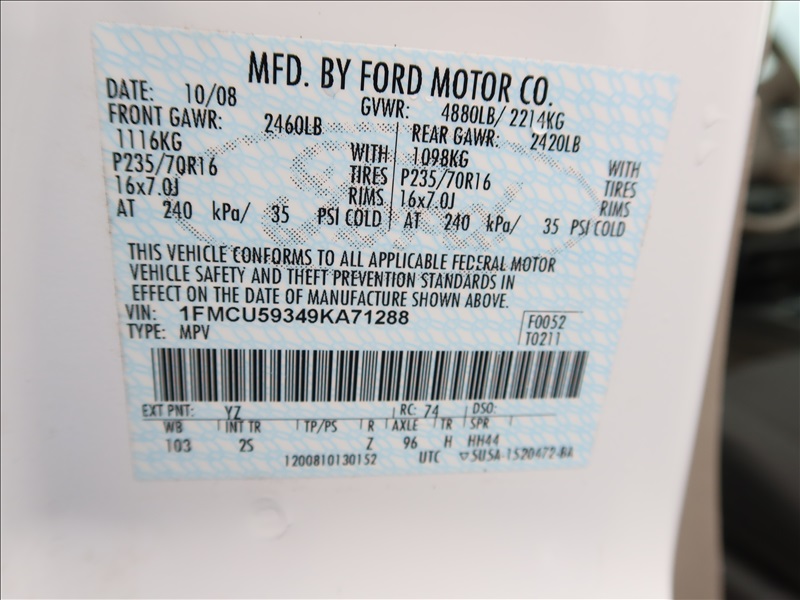 MFD. BY FORD MOTOR CO.
DATE: 10/08 GVWR: 4880LB/ 2214KG
FRONT GAWR: 2460LB REAR GAWR: 2420LB
1116KG WITH 1098KG WITH
P235/70R16 TIRES P235/70R16 TIRES
16x7.0J RIMS 16x7.0J RIMS
AT 240 kPa/ 35 PSI COLD AT 240 kPa/ 35 PSI COLD
THIS VEHICLE CONFORMS TO ALL APPLICABLE FEDERAL MOTOR
VEHICLE SAFETY AND THEFT PREVENTION STANDARDS IN
EFFECT ON THE DATE OF MANUFACTURE SHOWN ABOVE.
VIN: 1FMCU59349KA71288 F0052
TYPE: MPV T0211
EXT PNT: YZ RC: 74 DSO:
WB INT TR TP/PS R AXLE TR SPR
103 2S Z 96 H HH44
1200810130152 UTC 5U5A-1520472-BA